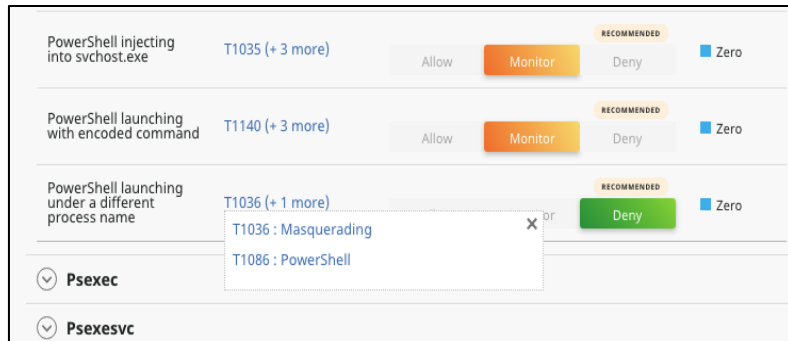 RECOMMENDED
PowerShell injecting
into svchost.exe
T1035 (+ 3 more)
Allow
Monitor
Deny
Zero
RECOMMENDED
PowerShell launching
with encoded command
T1140 (+ 3 more)
Allow
Monitor
Deny
Zero
RECOMMENDED
PowerShell launching
under a different
process name
T1036 (+ 1 more)
or
Deny
Zero
T1036 : Masquerading
T1086 : PowerShell
Psexec
Psexesvc